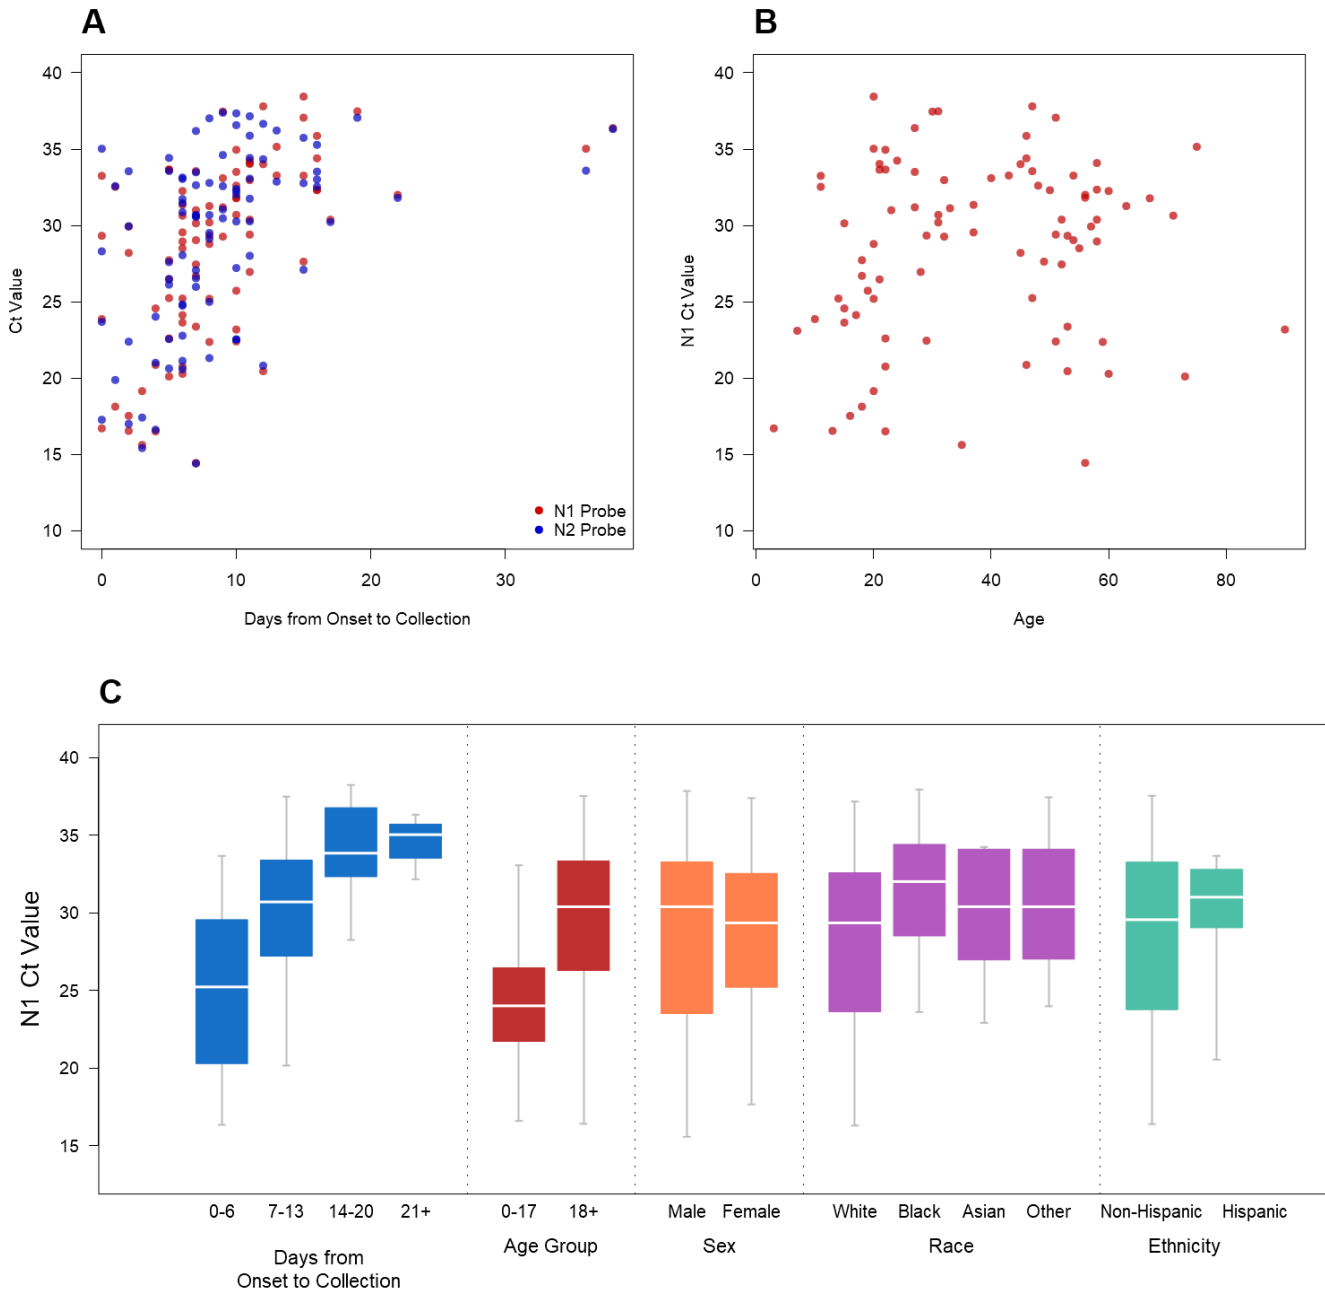 A
B
40
35
30
25
20
15
10
Ct Value
N1 Probe
N2 Probe
0
10
20
30
Days from Onset to Collection
40
35
30
25
20
15
10
N1 Ct Value
0
20
40
60
80
Age
C
40
35
30
25
20
15
N1 Ct Value
0-6 7-13 14-20 21+ 0-17 18+ Male Female White Black Asian Other Non-Hispanic Hispanic
Days from
Onset to Collection
Age Group
Sex
Race
Ethnicity